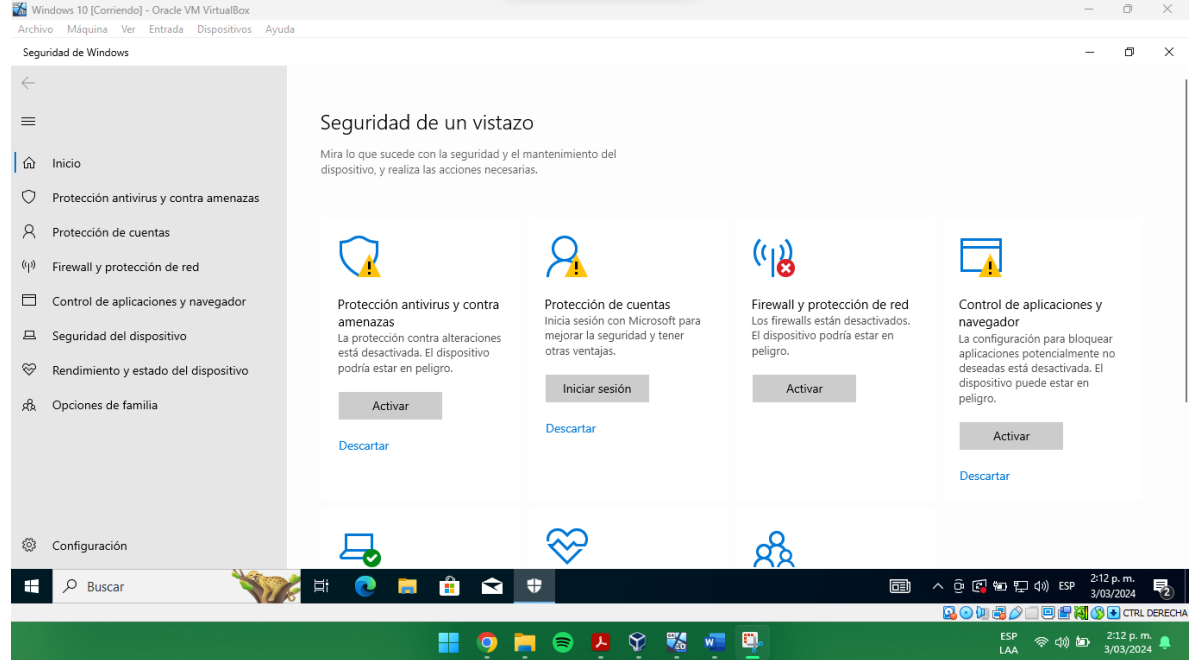 Windows 10 [Corriendo] - Oracle VM VirtualBox
Archivo Máquina Ver Entrada Dispositivos Ayuda
Seguridad de Windows
Inicio
Protección antivirus y contra amenazas
Protección de cuentas
Firewall y protección de red
Control de aplicaciones y navegador
Seguridad del dispositivo
Rendimiento y estado del dispositivo
Opciones de familia
Configuración
Seguridad de un vistazo
Mira lo que sucede con la seguridad y el mantenimiento del
dispositivo, y realiza las acciones necesarias.
Protección antivirus y contra
amenazas
La protección contra alteraciones
está desactivada. El dispositivo
podría estar en peligro.
Activar
Descartar
Protección de cuentas
Inicia sesión con Microsoft para
mejorar la seguridad y tener
otras ventajas.
Iniciar sesión
Descartar
Firewall y protección de red
Los firewalls están desactivados.
El dispositivo podría estar en
peligro.
Activar
Control de aplicaciones y
navegador
La configuración para bloquear
aplicaciones potencialmente no
deseadas está desactivada. El
dispositivo puede estar en
peligro.
Activar
Descartar
Buscar
ESP
2:12 p. m.
3/03/2024
2
CTRL DERECHA
W
ESP
LAA
2:12 p. m.
3/03/2024